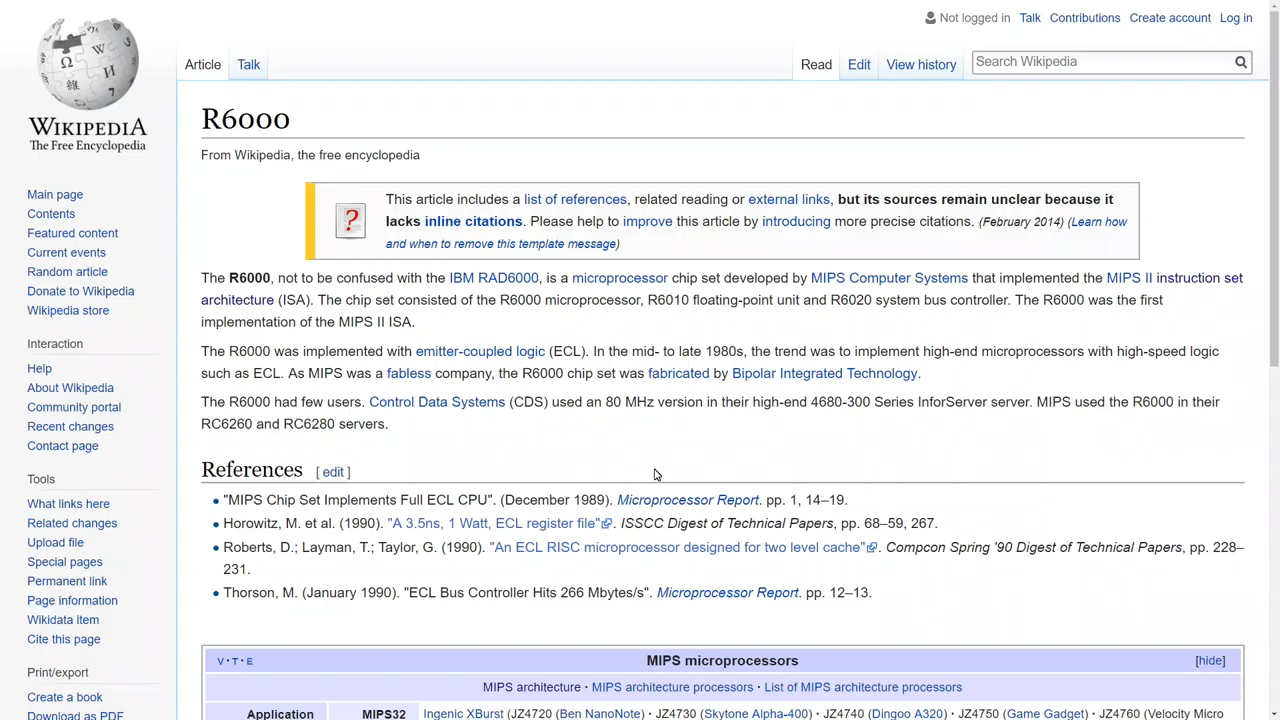 Not logged in Talk Contributions Create account Log in
Article Talk Read Edit View history Search Wikipedia
WIKIPEDIA
The Free Encyclopedia
Main page
Contents
Featured content
Current events
Random article
Donate to Wikipedia
Wikipedia store
Interaction
Help
About Wikipedia
Community portal
Recent changes
Contact page
Tools
What links here
Related changes
Upload file
Special pages
Permanent link
Page information
Wikidata item
Cite this page
Print/export
Create a book
Download as PDF
R6000
From Wikipedia, the free encyclopedia
This article includes a list of references, related reading or external links, but its sources remain unclear because it
lacks inline citations. Please help to improve this article by introducing more precise citations. (February 2014) (Learn how
and when to remove this template message)
The R6000, not to be confused with the IBM RAD6000, is a microprocessor chip set developed by MIPS Computer Systems that implemented the MIPS II instruction set
architecture (ISA). The chip set consisted of the R6000 microprocessor, R6010 floating-point unit and R6020 system bus controller. The R6000 was the first
implementation of the MIPS II ISA.
The R6000 was implemented with emitter-coupled logic (ECL). In the mid- to late 1980s, the trend was to implement high-end microprocessors with high-speed logic
such as ECL. As MIPS was a fabless company, the R6000 chip set was fabricated by Bipolar Integrated Technology.
The R6000 had few users. Control Data Systems (CDS) used an 80 MHz version in their high-end 4680-300 Series InforServer server. MIPS used the R6000 in their
RC6260 and RC6280 servers.
References [ edit ]
• "MIPS Chip Set Implements Full ECL CPU". (December 1989). Microprocessor Report. pp. 1, 14–19.
• Horowitz, M. et al. (1990). "A 3.5ns, 1 Watt, ECL register file". ISSCC Digest of Technical Papers, pp. 68–59, 267.
• Roberts, D.; Layman, T.; Taylor, G. (1990). "An ECL RISC microprocessor designed for two level cache". Compcon Spring '90 Digest of Technical Papers, pp. 228–
231.
• Thorson, M. (January 1990). "ECL Bus Controller Hits 266 Mbytes/s". Microprocessor Report. pp. 12–13.
V · T · E MIPS microprocessors [hide]
MIPS architecture · MIPS architecture processors · List of MIPS architecture processors
Application MIPS32 Ingenic XBurst (JZ4720 (Ben NanoNote) · JZ4730 (Skytone Alpha-400) · JZ4740 (Dingoo A320) · JZ4750 (Game Gadget) · JZ4760 (Velocity Micro